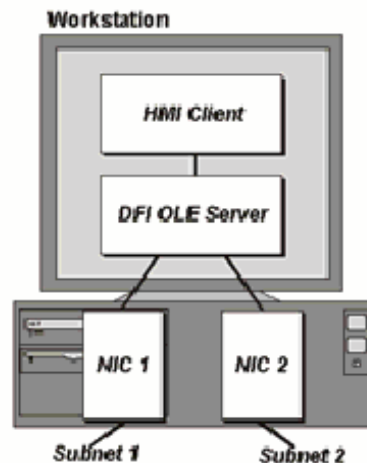 Workstation
HMI Client
DFI OLE Server
NIC 1
NIC 2
Subnet 1
Subnet 2